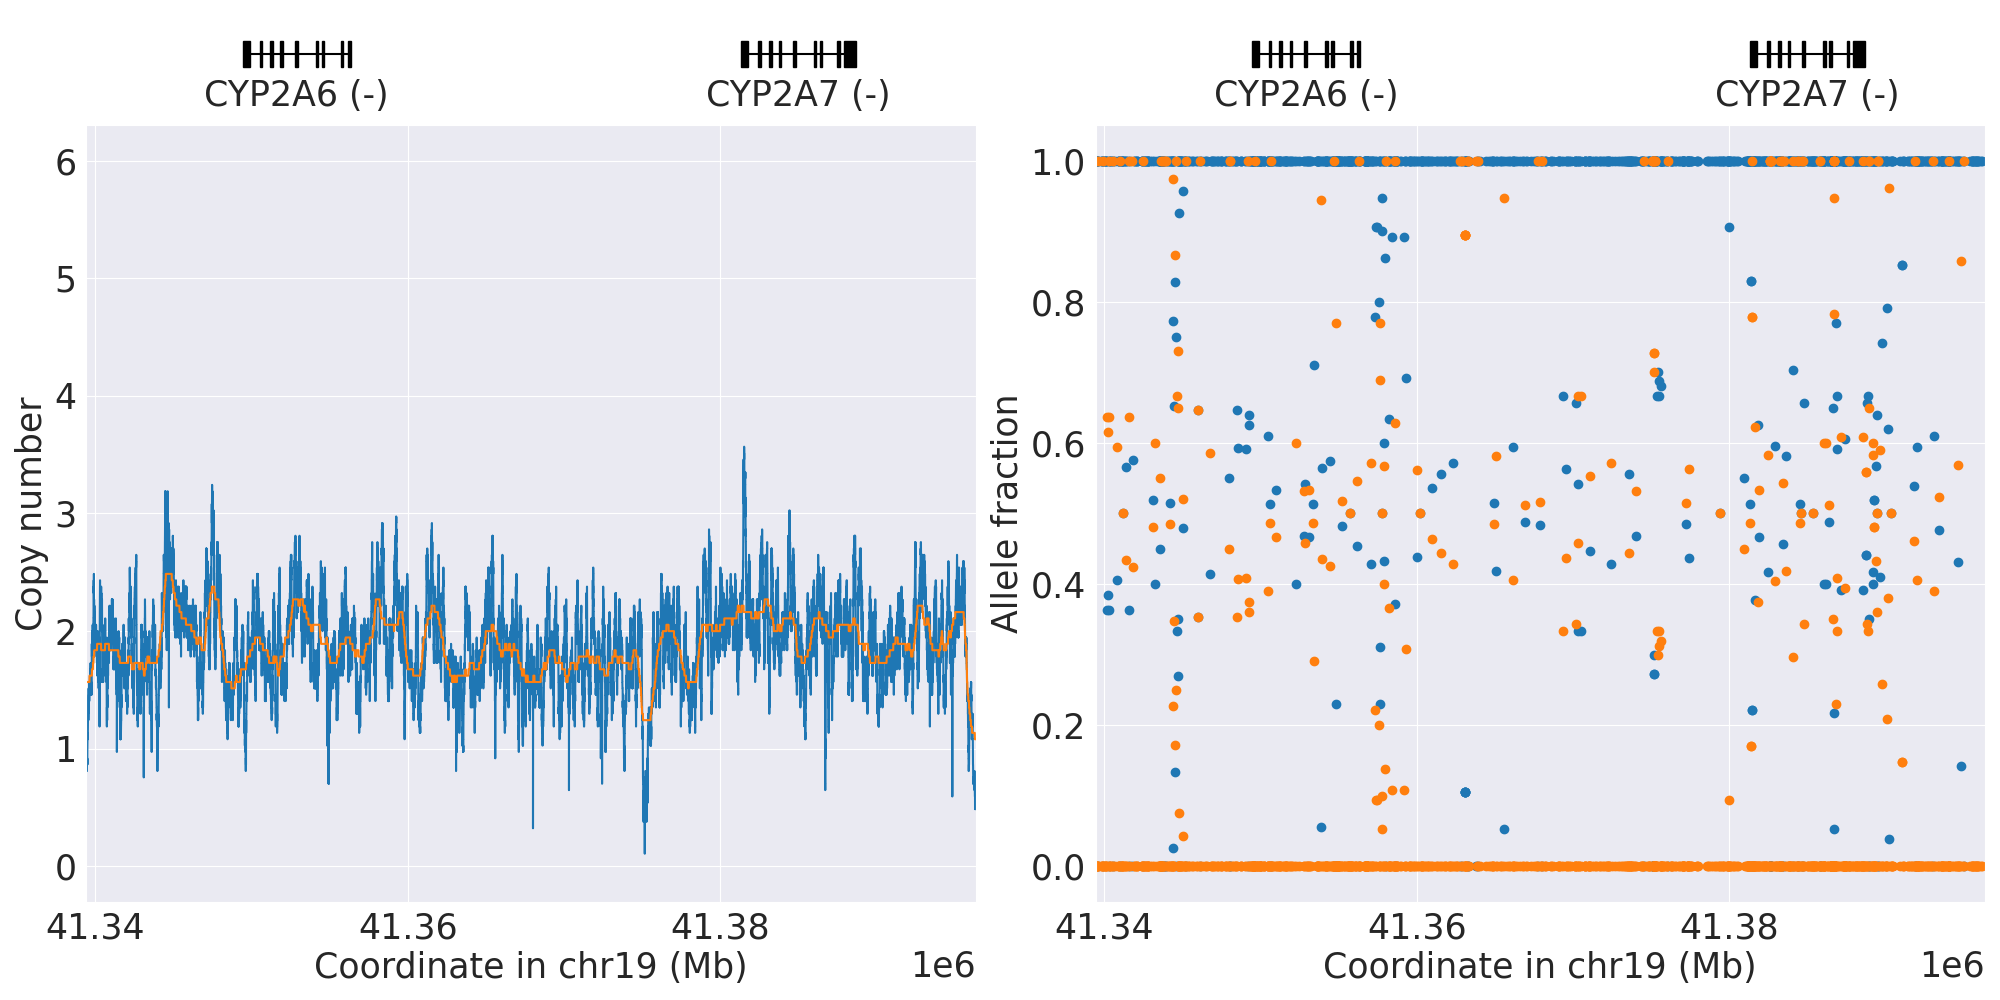 CYP2A6 (-) CYP2A7 (-) CYP2A6 (-) CYP2A7 (-)
6
5
4
3
2
1
0
Copy number
41.34 41.36 41.38
Coordinate in chr19 (Mb) 1e6
1.0
0.8
0.6
0.4
0.2
0.0
Allele fraction
41.34 41.36 41.38
Coordinate in chr19 (Mb) 1e6